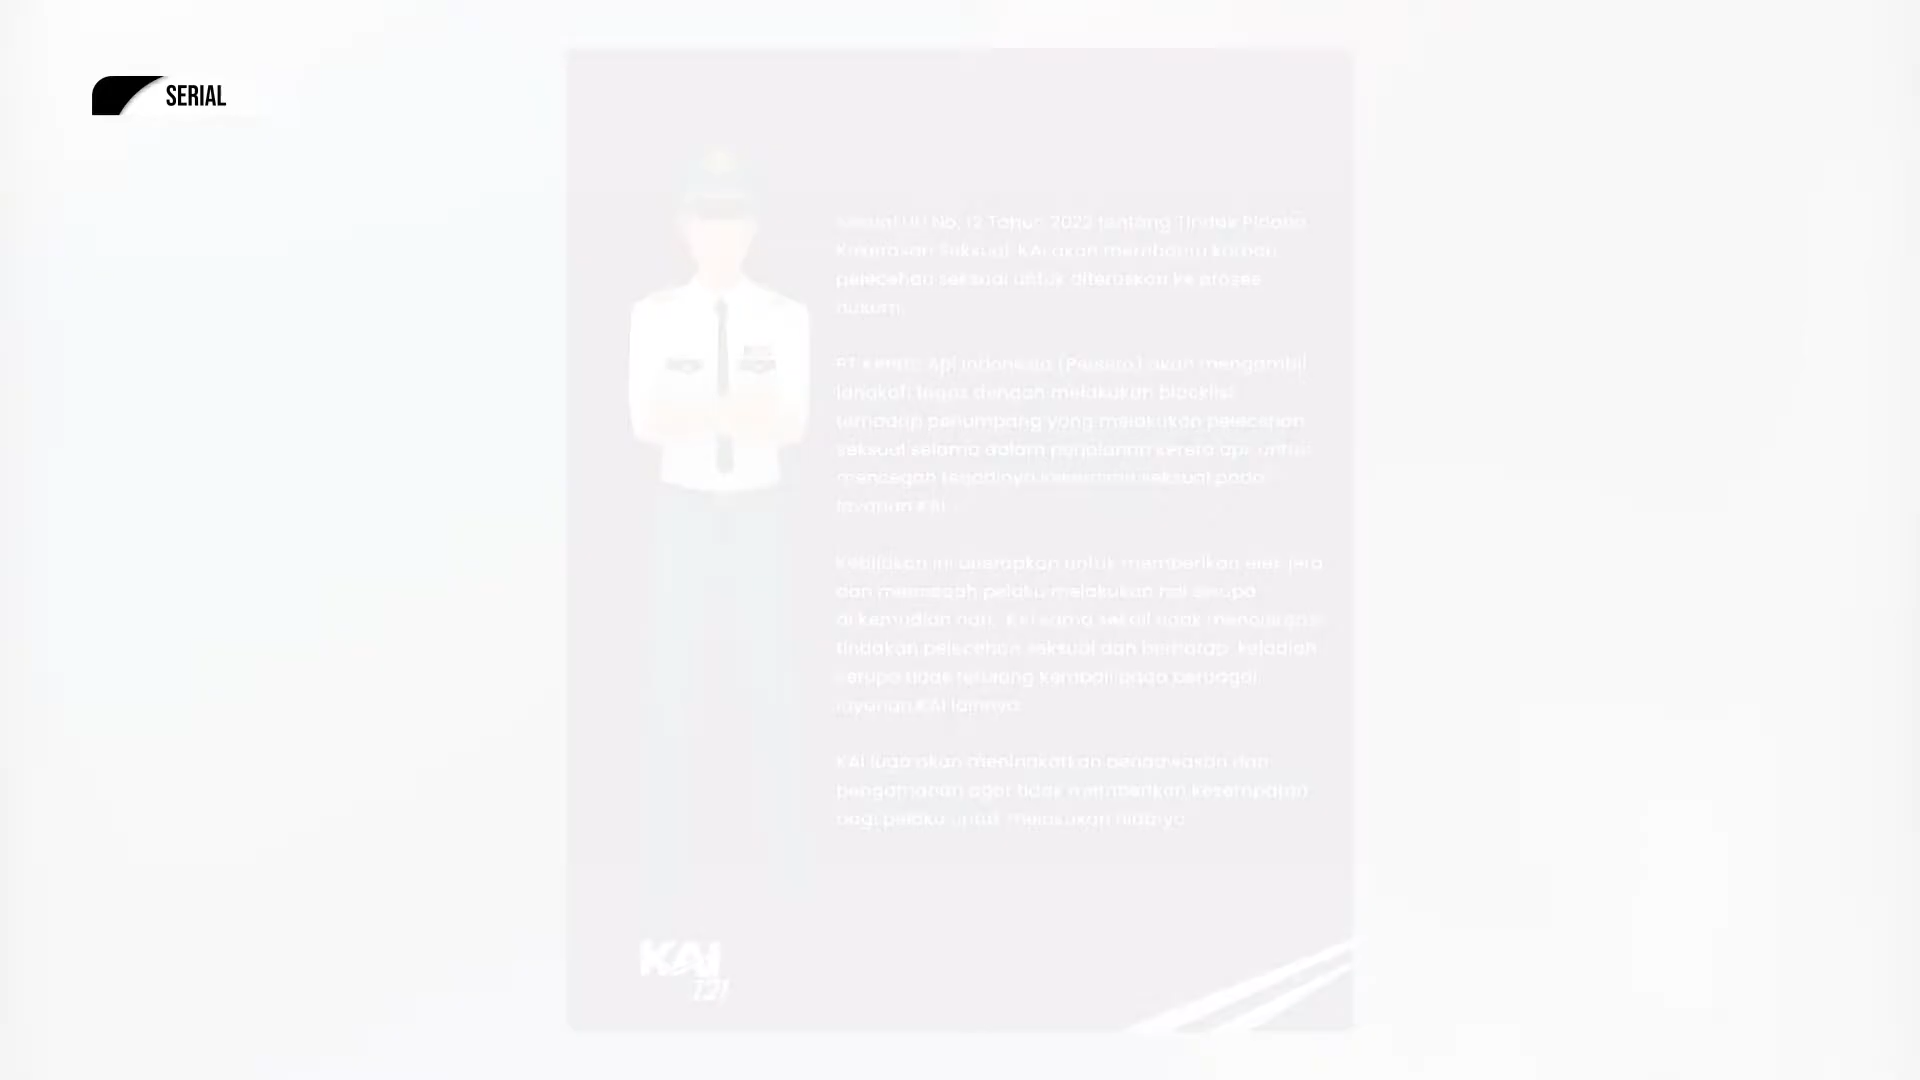 SERIAL
Sesuai UU No. 12 Tahun 2022 tentang Tindak Pidana
Kekerasan Seksual, KAI akan membantu korban
pelecehan seksual untuk diteruskan ke proses
hukum.
PT Kereta Api Indonesia (Persero) akan mengambil
langkah tegas dengan melakukan blacklist
terhadap penumpang yang melakukan pelecehan
seksual selama dalam perjalanan kereta api, untuk
mencegah terjadinya kekerasan seksual pada
layanan KAI.
Kebijakan ini diterapkan untuk memberikan efek jera
dan mencegah pelaku melakukan hal serupa
di kemudian hari. KAI sama sekali tidak
tindakan pelecehan seksual dan berharap kejadian
serupa tidak terulang kembali pada berbagai
layanan KAI lainnya.
KAI juga akan meningkatkan pengawasan dan
pengamanan agar tidak memberikan kesempatan
bagi pelaku untuk melakukan
KAI
121